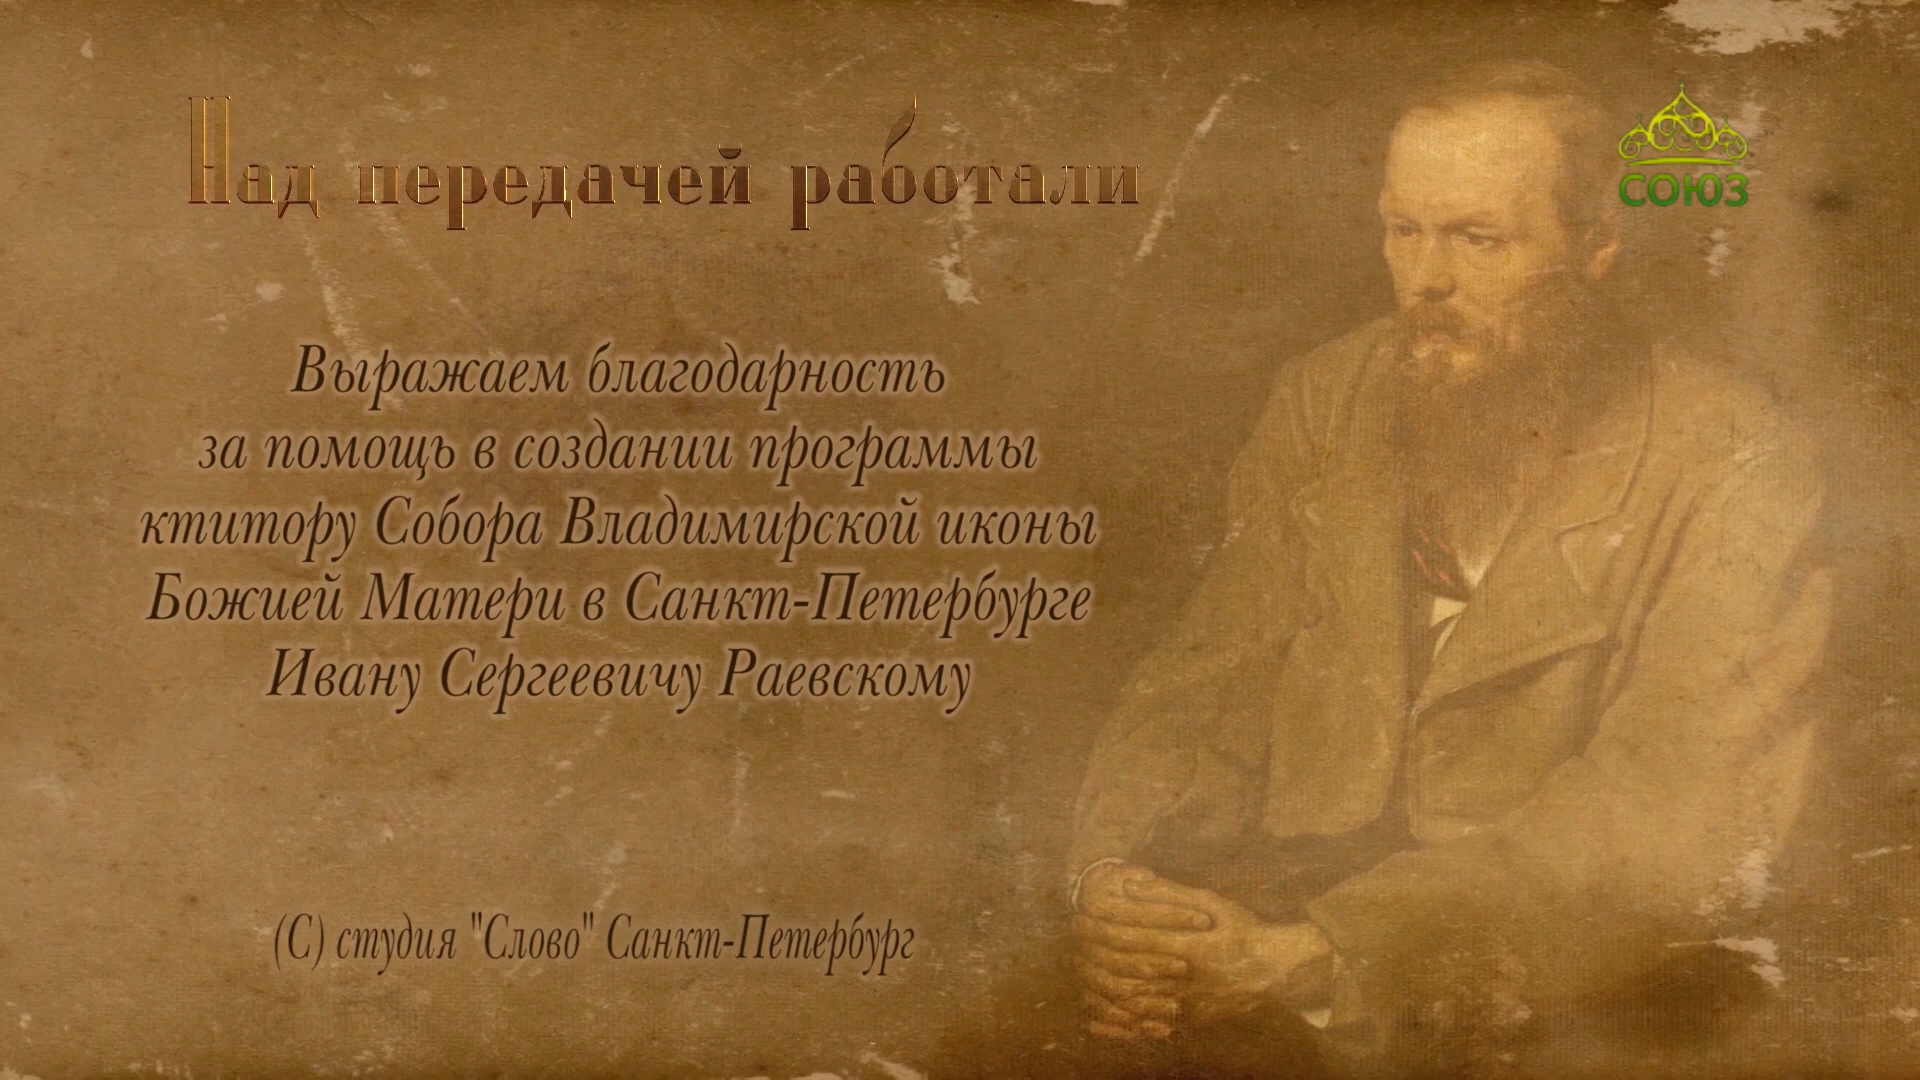 Над передачей работали
СОЮЗ
Выражаем благодарность
за помощь в создании программы
ктитору Собора Владимирской иконы
Божией Матери в Санкт-Петербурге
Ивану Сергеевичу Раевскому
(С) студия "Слово" Санкт-Петербург